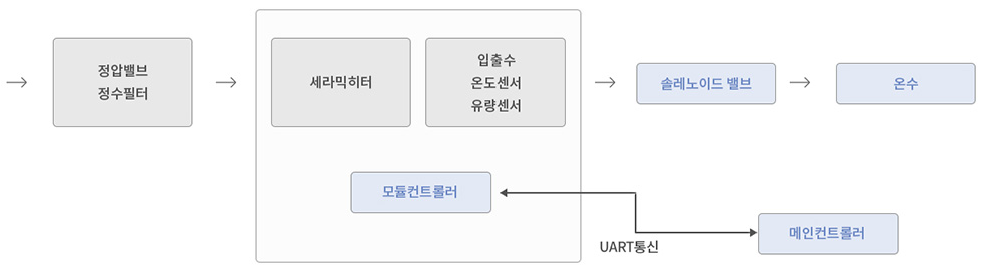 정압밸브
정수필터
세라믹히터
입출수
온도센서
유량센서
솔레노이드 밸브
온수
모듈컨트롤러
UART통신
메인컨트롤러